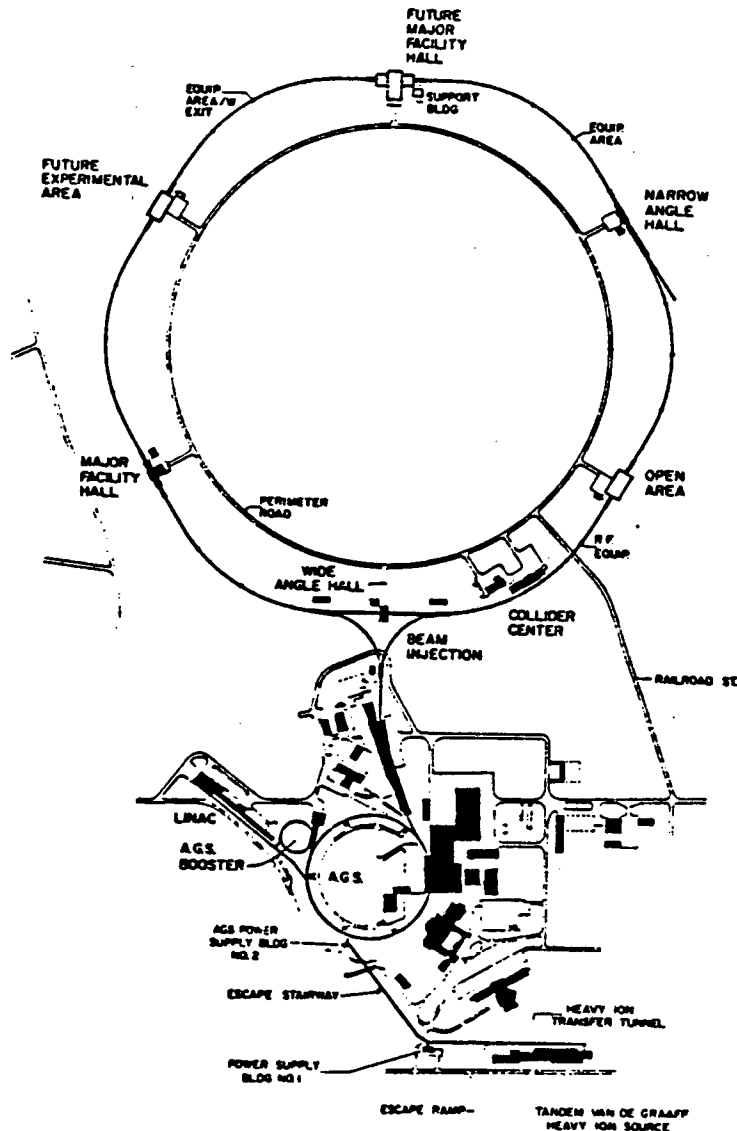 FUTURE
MAJOR
FACILITY
HALL
EQUIP.
AREA/W
EXIT
SUPPORT
BLDG
EQUIP.
AREA
FUTURE
EXPERIMENTAL
AREA
NARROW
ANGLE
HALL
MAJOR
FACILITY
HALL
OPEN
AREA
PERIMETER
ROAD
R.F.
EQUIP.
WIDE
ANGLE HALL
COLLIDER
CENTER
BEAM
INJECTION
RAILROAD ST.
LINAC
A.G.S.
BOOSTER
A.G.S.
AGS POWER
SUPPLY BLDG
NO. 2
ESCAPE STAIRWAY
HEAVY ION
TRANSFER TUNNEL
POWER SUPPLY
BLDG NO. 1
ESCAPE RAMP
TANDEM VAN DE GRAAFF
HEAVY ION SOURCE